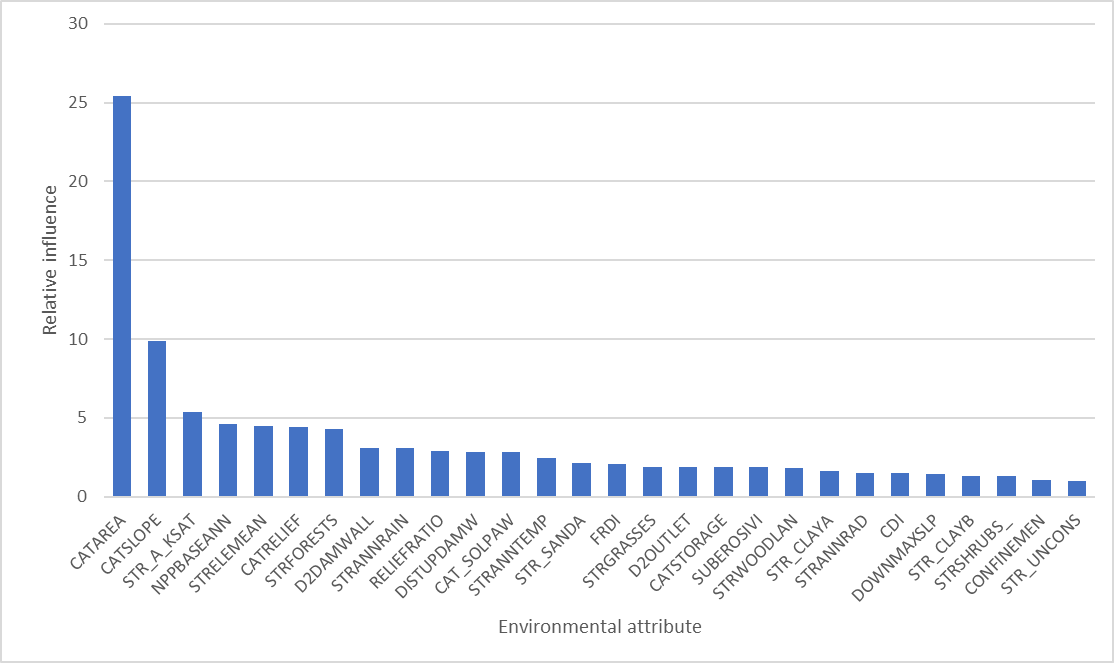 30
25
20
15
10
5
0
Relative influence
CATAREA
CATSLOPE
STR_A_KSAT
NPPBASEANN
STRELEMEAN
CATRELIEF
STRFORESTS
D2DAMWALL
STRANNRAIN
RELIEFRATIO
DISTUPDAMW
CAT_SOLPAW
STRANNTEMP
STR_SANDA
FRDI
STRGRASSES
D2OUTLET
CATSTORAGE
SUBEROSIVI
STRWOODLAN
STR_CLAYA
STRANNRAD
CDI
DOWNMAXSLP
STR_CLAYB
STRSHRUBS_
CONFINEMEN
STR_UNCONS
Environmental attribute